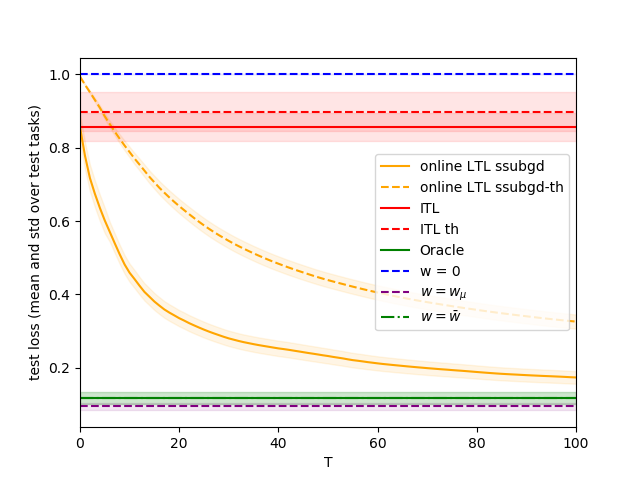 1.0
0.8
0.6
0.4
0.2
test loss (mean and std over test tasks)
online LTL ssubgd
online LTL ssubgd-th
ITL
ITL th
Oracle
w = 0
w = w_μ
w = w̄
0 20 40 60 80 100
T